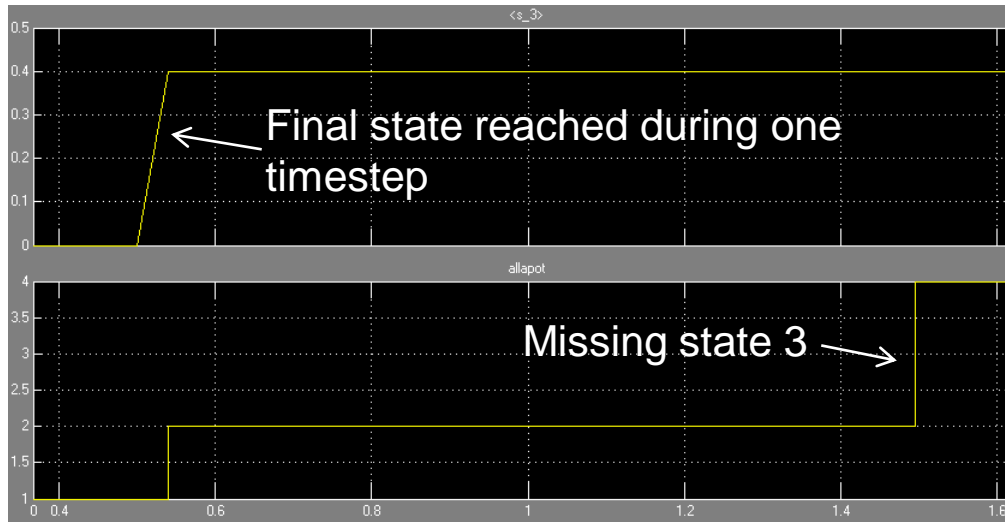 <s_3>
0.5
0.4
0.3
0.2
0.1
0
Final state reached during one
timestep
allapot
4
3.5
3
2.5
2
1.5
1
Missing state 3
0 0.4 0.6 0.8 1 1.2 1.4 1.6